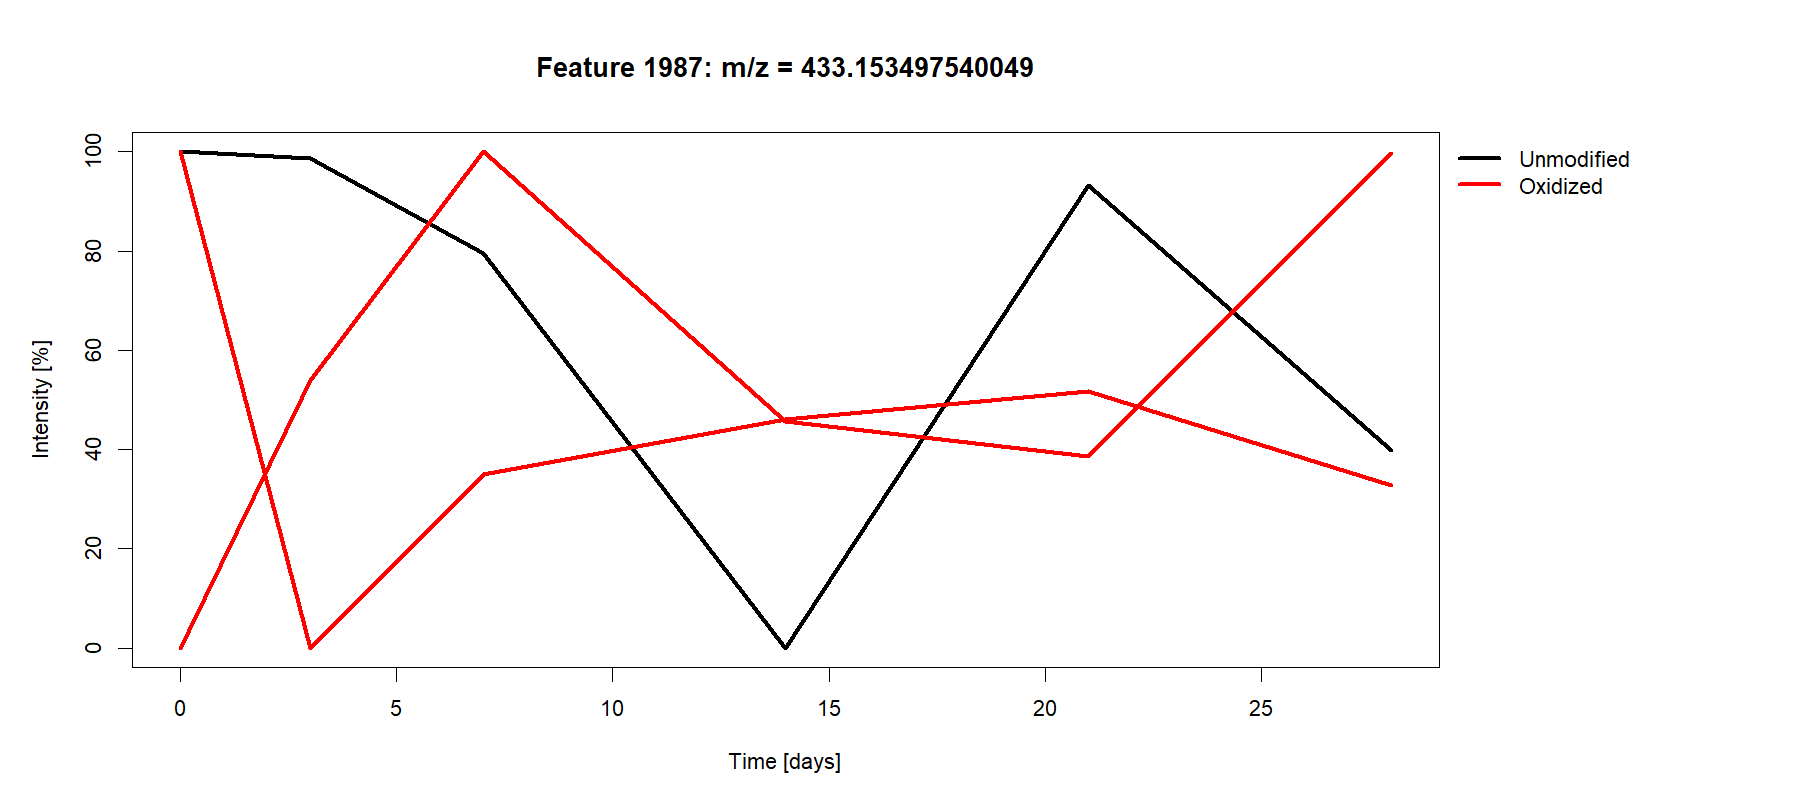 Feature 1987: m/z = 433.153497540049
Unmodified
Oxidized
Intensity [%]
100
80
60
40
20
0
0 5 10 15 20 25
Time [days]